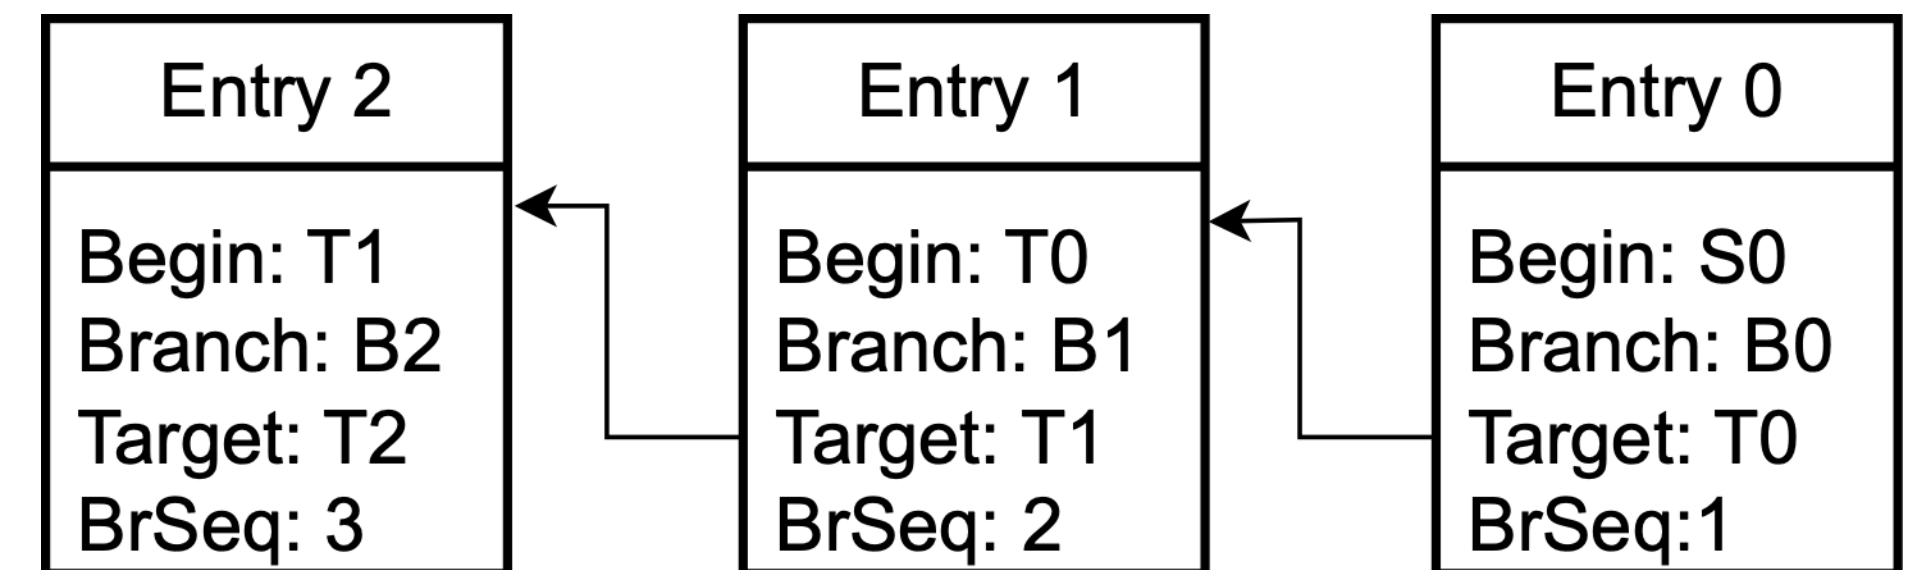 Entry 2
Begin: T1
Branch: B2
Target: T2
BrSeq: 3
Entry 1
Begin: T0
Branch: B1
Target: T1
BrSeq: 2
Entry 0
Begin: S0
Branch: B0
Target: T0
BrSeq:1